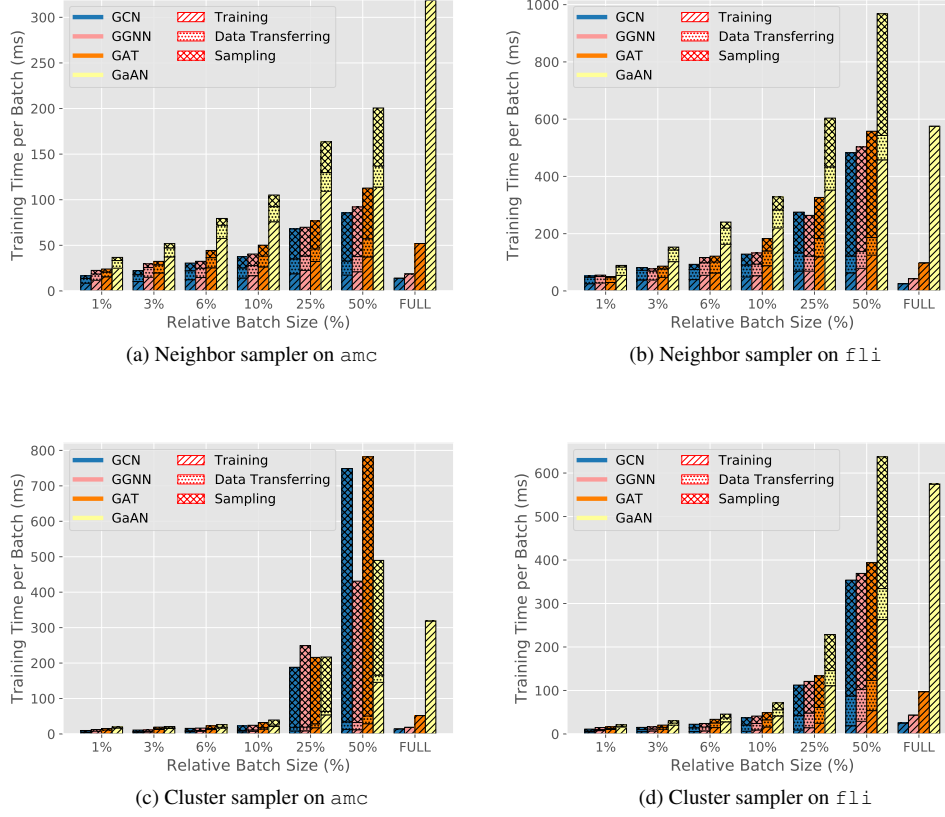 300
250
200
150
100
50
0
Training Time per Batch (ms)
GCN
GGNN
GAT
GaAN
Training
Data Transferring
Sampling
1% 3% 6% 10% 25% 50% FULL
Relative Batch Size (%)
(a) Neighbor sampler on amc
1000
800
600
400
200
0
Training Time per Batch (ms)
GCN
GGNN
GAT
GaAN
Training
Data Transferring
Sampling
1% 3% 6% 10% 25% 50% FULL
Relative Batch Size (%)
(b) Neighbor sampler on fli
800
700
600
500
400
300
200
100
0
Training Time per Batch (ms)
GCN
GGNN
GAT
GaAN
Training
Data Transferring
Sampling
1% 3% 6% 10% 25% 50% FULL
Relative Batch Size (%)
(c) Cluster sampler on amc
600
500
400
300
200
100
0
Training Time per Batch (ms)
GCN
GGNN
GAT
GaAN
Training
Data Transferring
Sampling
1% 3% 6% 10% 25% 50% FULL
Relative Batch Size (%)
(d) Cluster sampler on fli